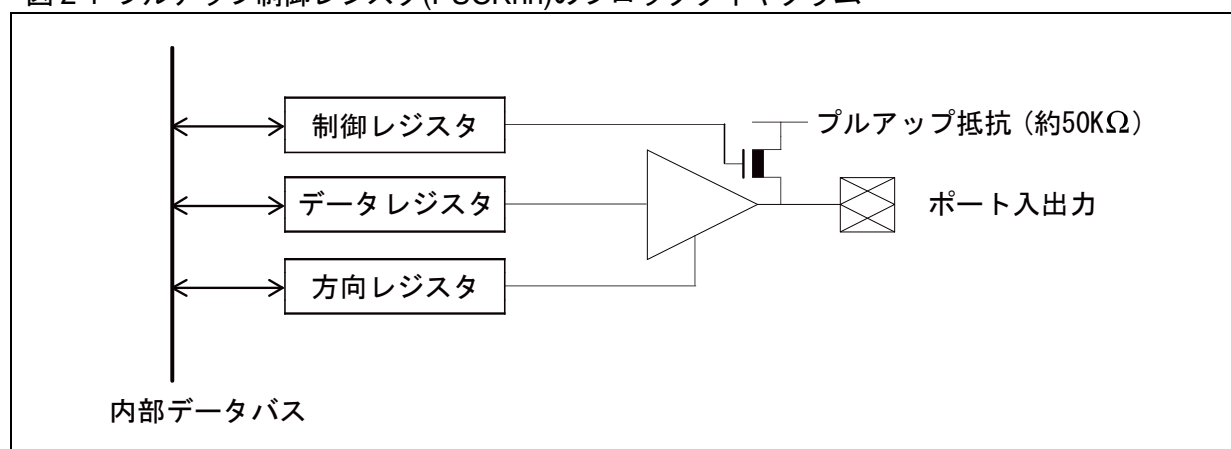 制御レジスタ
プルアップ抵抗 (約50KΩ)
データレジスタ
ポート入出力
方向レジスタ
内部データバス